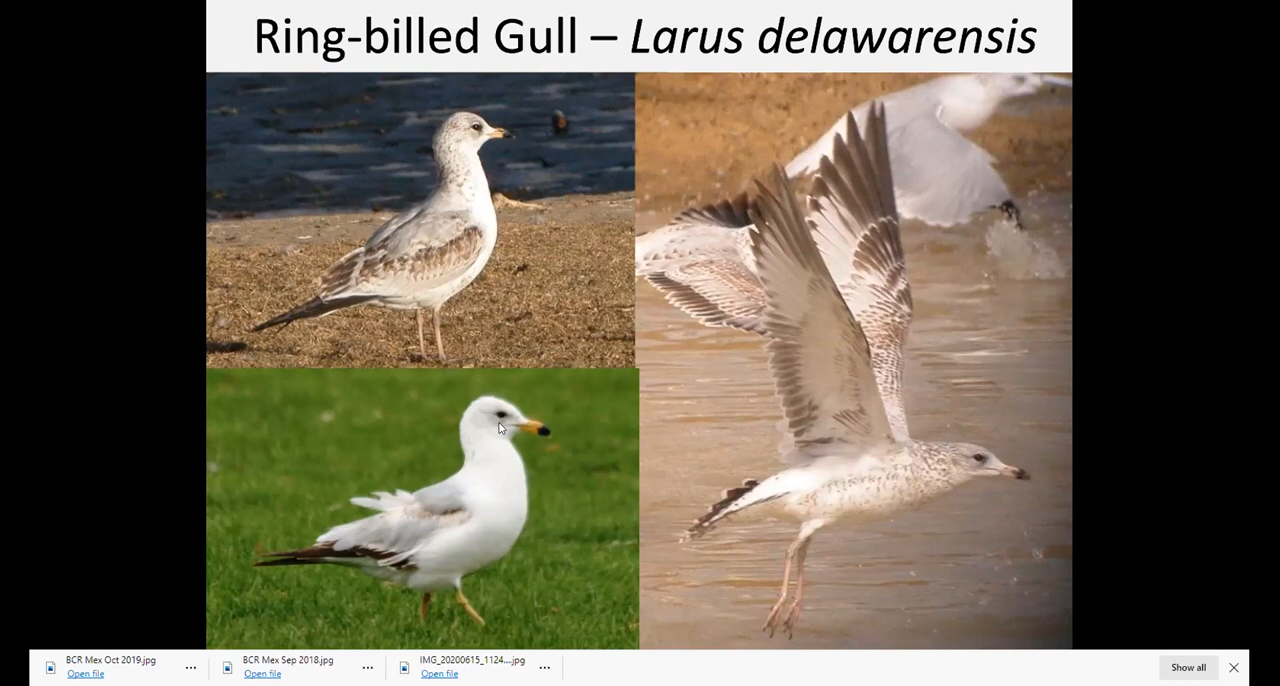 Ring-billed Gull – Larus delawarensis
BCR Mex Oct 2019.jpg
Open file
BCR Mex Sep 2018.jpg
Open file
IMG_20200615_1124....jpg
Open file
Show all